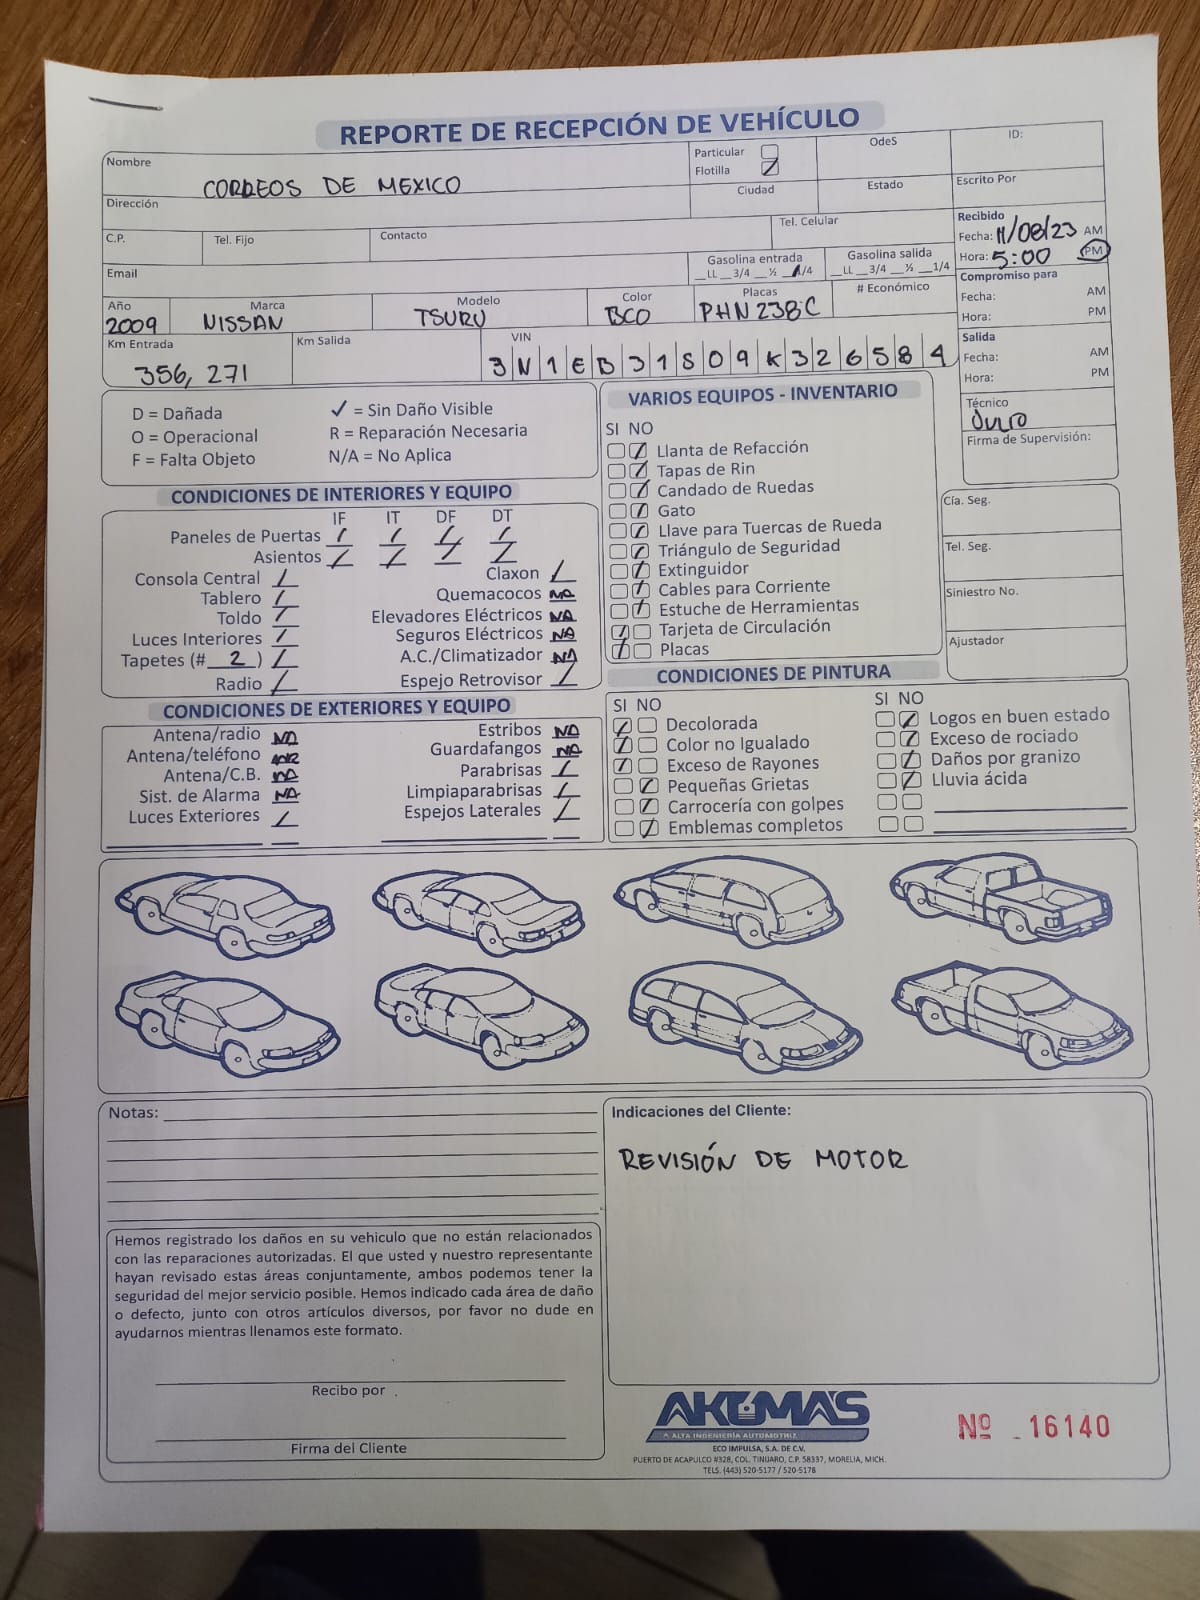 REPORTE DE RECEPCIÓN DE VEHÍCULO
Nombre
CORREOS DE MEXICO
Particular
Flotilla
OdeS
ID:
Dirección
Ciudad
Estado
Escrito Por
C.P.
Tel. Fijo
Contacto
Tel. Celular
Recibido
Fecha: 11/08/23 AM
Hora: 5:00 PM
Email
Gasolina entrada
__LL __3/4 __½ __1/4
Gasolina salida
__LL __3/4 __½ __1/4
Compromiso para
Fecha: AM
Hora: PM
Año
2009
Marca
NISSAN
Modelo
TSURU
Color
BCO
Placas
PHN238C
# Económico
Km Entrada
356,271
Km Salida
VIN
3 N 1 E B 3 1 S 0 9 K 3 2 6 5 8 4
Salida
Fecha: AM
Hora: PM
Técnico
Firma de Supervisión:
D = Dañada
O = Operacional
F = Falta Objeto
✓ = Sin Daño Visible
R = Reparación Necesaria
N/A = No Aplica
CONDICIONES DE INTERIORES Y EQUIPO
IF IT DF DT
Paneles de Puertas
Asientos
Consola Central
Tablero
Toldo
Luces Interiores
Tapetes (# 2 )
Radio
Claxon
Quemacocos NA
Elevadores Eléctricos NA
Seguros Eléctricos NA
A.C./Climatizador NA
Espejo Retrovisor
CONDICIONES DE EXTERIORES Y EQUIPO
Antena/radio NA
Antena/teléfono
Antena/C.B. NA
Sist. de Alarma NA
Luces Exteriores
Estribos NA
Guardafangos NA
Parabrisas
Limpiaparabrisas
Espejos Laterales
VARIOS EQUIPOS - INVENTARIO
SI NO
Llanta de Refacción
Tapas de Rin
Candado de Ruedas
Gato
Llave para Tuercas de Rueda
Triángulo de Seguridad
Extinguidor
Cables para Corriente
Estuche de Herramientas
Tarjeta de Circulación
Placas
Cía. Seg.
Tel. Seg.
Siniestro No.
Ajustador
CONDICIONES DE PINTURA
SI NO
Decolorada
Color no Igualado
Exceso de Rayones
Pequeñas Grietas
Carrocería con golpes
Emblemas completos
SI NO
Logos en buen estado
Exceso de rociado
Daños por granizo
Lluvia ácida
Notas:
Hemos registrado los daños en su vehiculo que no están relacionados
con las reparaciones autorizadas. El que usted y nuestro representante
hayan revisado estas áreas conjuntamente, ambos podemos tener la
seguridad del mejor servicio posible. Hemos indicado cada área de daño
o defecto, junto con otros artículos diversos, por favor no dude en
ayudarnos mientras llenamos este formato.
Recibo por
Firma del Cliente
Indicaciones del Cliente:
REVISIÓN DE MOTOR
AKUMA'S
ALTA INGENIERÍA AUTOMOTRIZ
ECO IMPULSA, S.A. DE C.V.
PUERTO DE ACAPULCO #328, COL. TINIJARO, C.P. 58337, MORELIA, MICH.
TELS. (443) 520-5177 / 520-5178
Nº 16140